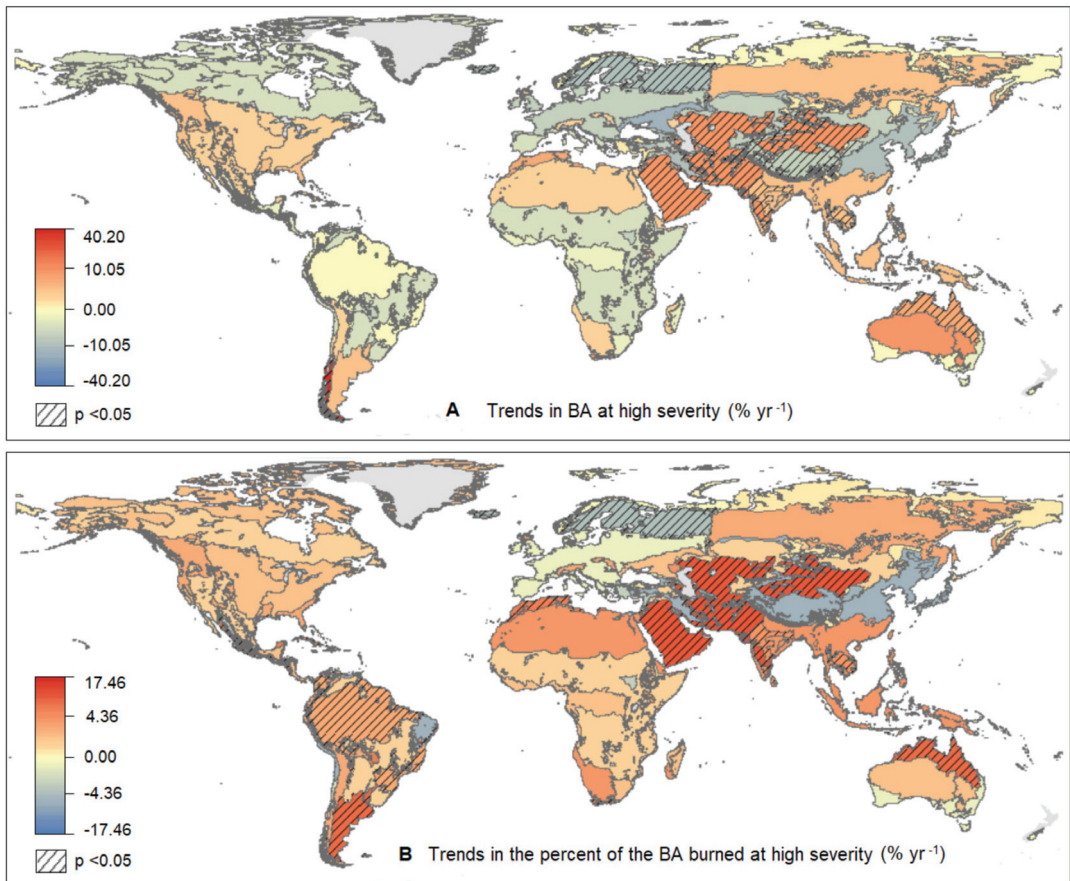 40.20
10.05
0.00
-10.05
-40.20
p <0.05
A Trends in BA at high severity (% yr⁻¹)
17.46
4.36
0.00
-4.36
-17.46
p <0.05
B Trends in the percent of the BA burned at high severity (% yr⁻¹)